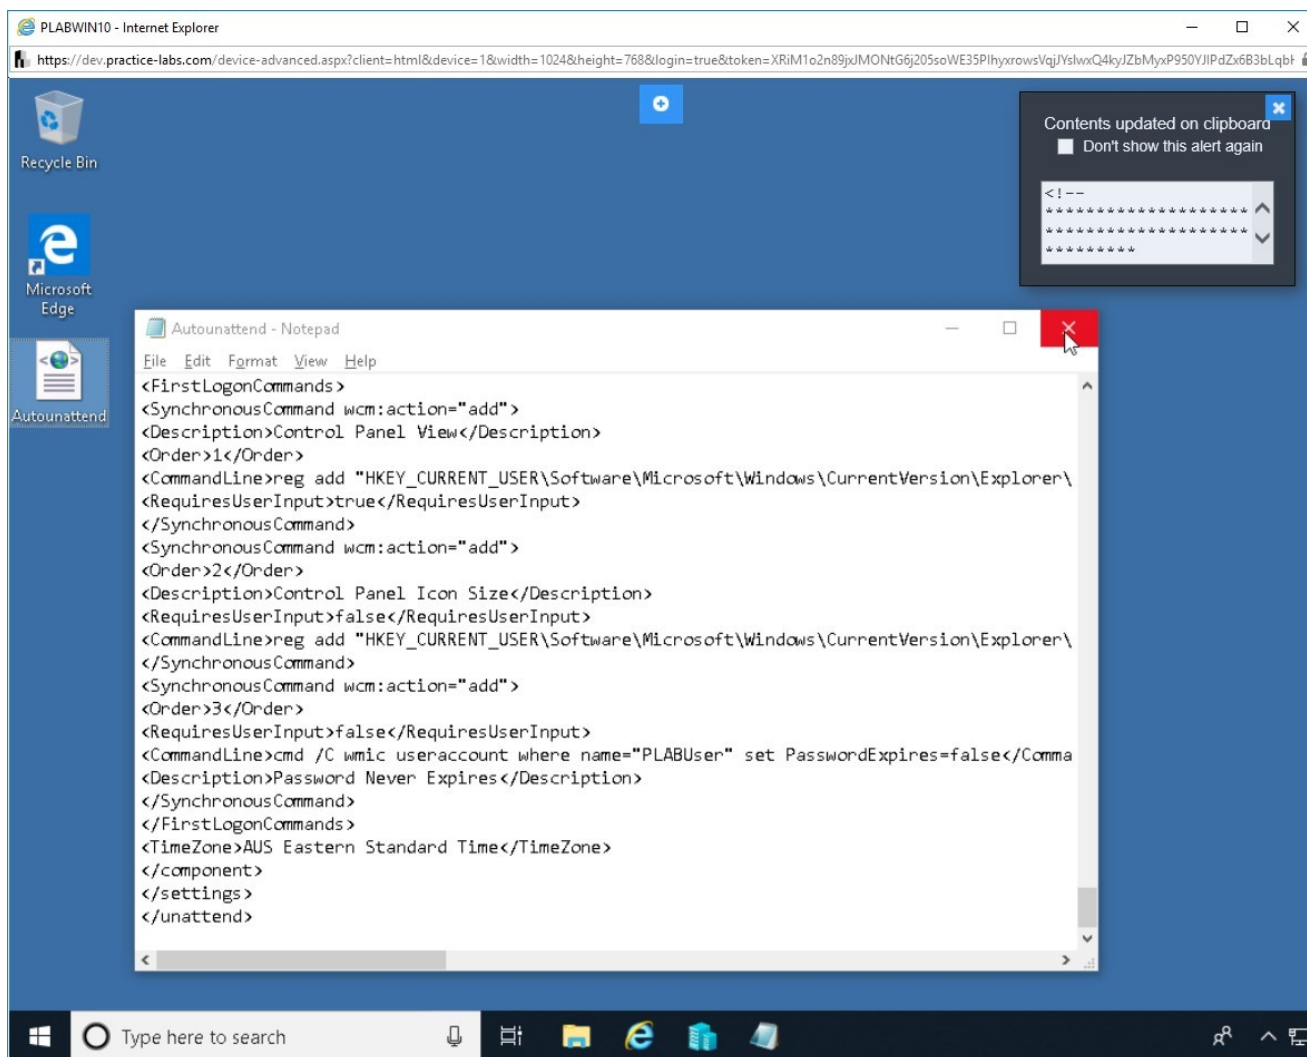 PLABWIN10 - Internet Explorer
https://dev.practice-labs.com/device-advanced.aspx?client=html&device=1&width=1024&height=768&login=true&token=
Recycle Bin
Contents updated on clipboard
Don't show this alert again
<!--
********************
********************
*********
Microsoft
Edge
Autounattend
Autounattend - Notepad
File Edit Format View Help
<FirstLogonCommands>
<SynchronousCommand wcm:action="add">
<Description>Control Panel View</Description>
<Order>1</Order>
<CommandLine>reg add "HKEY_CURRENT_USER\Software\Microsoft\Windows\CurrentVersion\Explorer\
<RequiresUserInput>true</RequiresUserInput>
</SynchronousCommand>
<SynchronousCommand wcm:action="add">
<Order>2</Order>
<Description>Control Panel Icon Size</Description>
<RequiresUserInput>false</RequiresUserInput>
<CommandLine>reg add "HKEY_CURRENT_USER\Software\Microsoft\Windows\CurrentVersion\Explorer\
</SynchronousCommand>
<SynchronousCommand wcm:action="add">
<Order>3</Order>
<RequiresUserInput>false</RequiresUserInput>
<CommandLine>cmd /C wmic useraccount where name="PLABUser" set PasswordExpires=false</Comma
<Description>Password Never Expires</Description>
</SynchronousCommand>
</FirstLogonCommands>
<TimeZone>AUS Eastern Standard Time</TimeZone>
</component>
</settings>
</unattend>
Type here to search